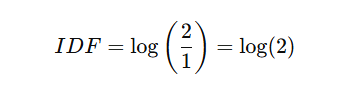 IDF = log(2/1) = log(2)